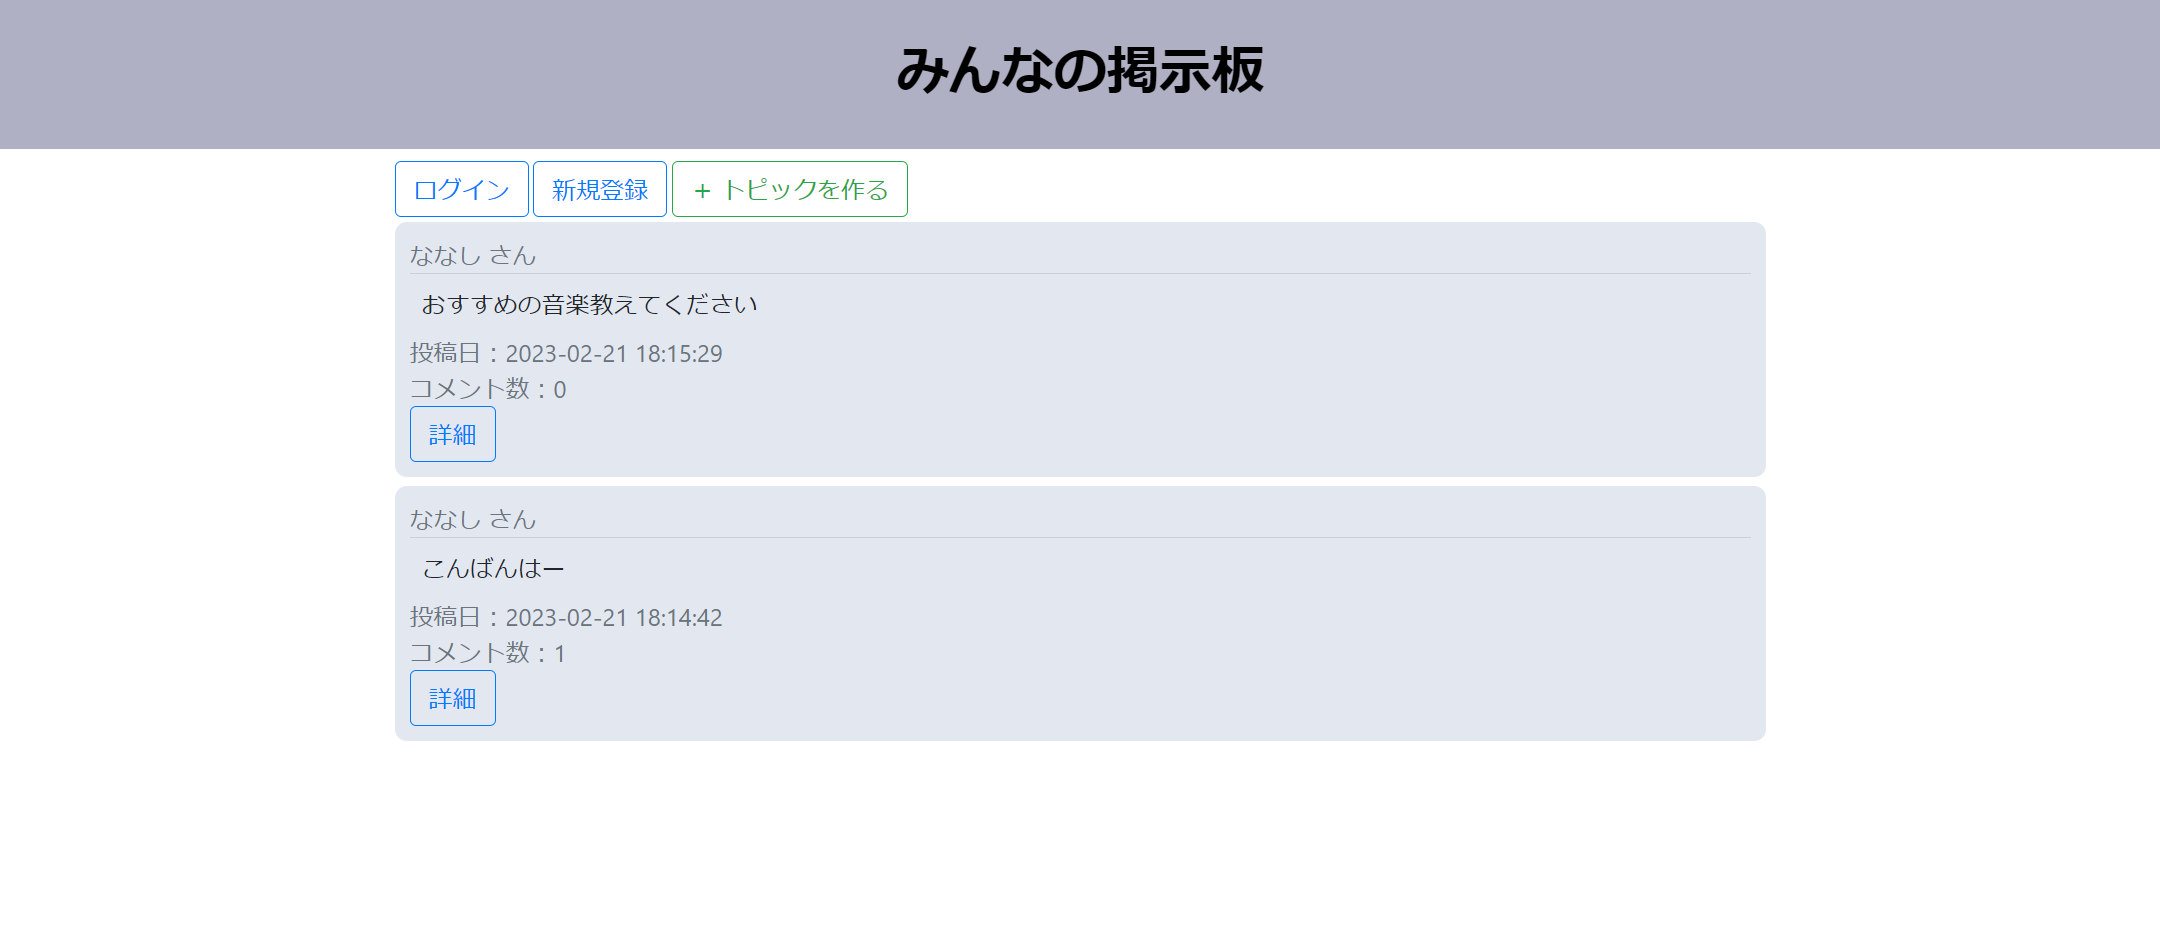 みんなの掲示板
ログイン 新規登録 + トピックを作る
ななし さん
おすすめの音楽教えてください
投稿日：2023-02-21 18:15:29
コメント数：0
詳細
ななし さん
こんばんはー
投稿日：2023-02-21 18:14:42
コメント数：1
詳細